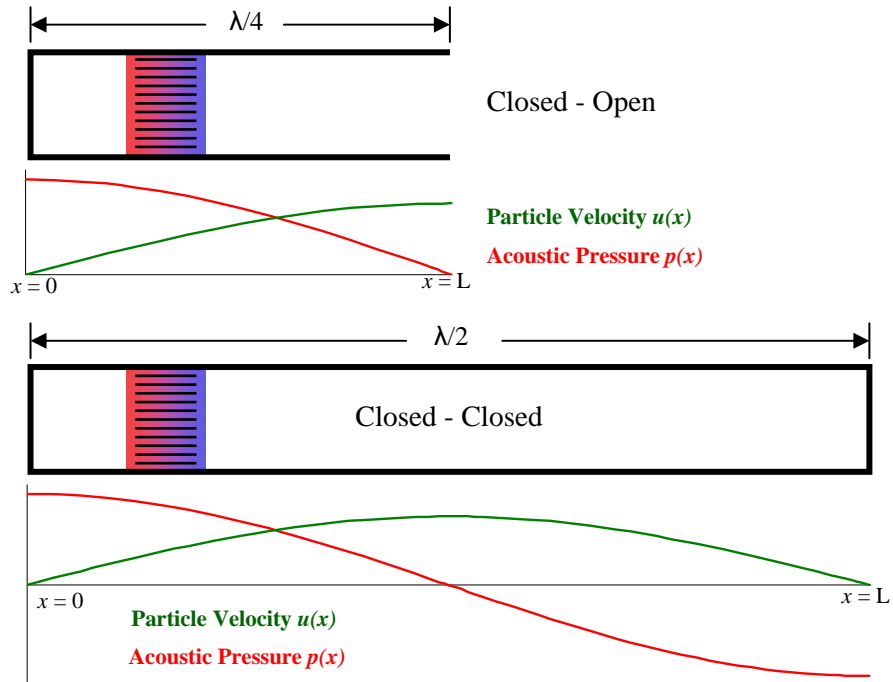 λ/4
Closed - Open
Particle Velocity u(x)
Acoustic Pressure p(x)
x = 0
x = L
λ/2
Closed - Closed
x = 0
x = L
Particle Velocity u(x)
Acoustic Pressure p(x)